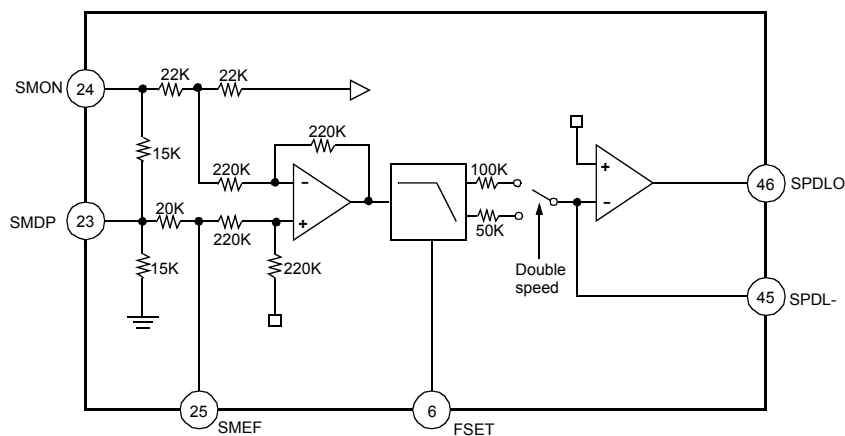 SMON
24
22K
22K
15K
220K
220K
SMDP
23
20K
220K
15K
220K
-
+
100K
50K
Double
speed
+
-
46
SPDLO
45
SPDL-
25
SMEF
6
FSET